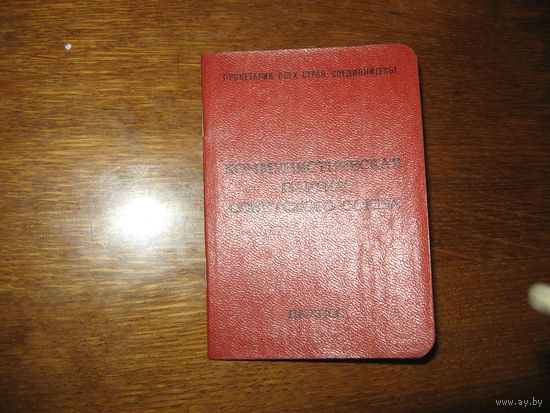 ПРОЛЕТАРИИ ВСЕХ СТРАН, СОЕДИНЯЙТЕСЬ!
КОММУНИСТИЧЕСКАЯ
ПАРТИЯ
СОВЕТСКОГО СОЮЗА
ЦК КПСС
www.ay.by